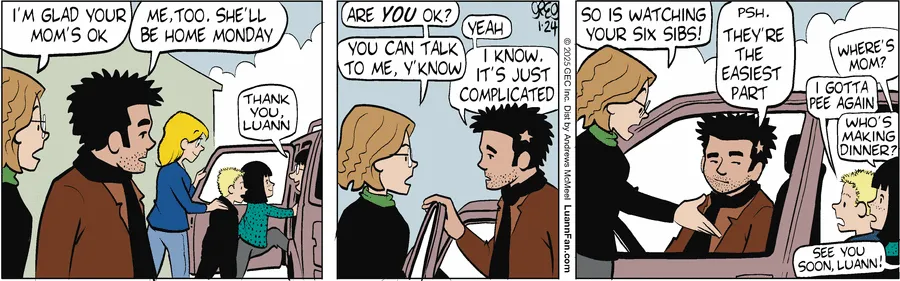 I'M GLAD YOUR
MOM'S OK
ME, TOO. SHE'LL
BE HOME MONDAY
THANK
YOU,
LUANN
ARE YOU OK?
YEAH
YOU CAN TALK
TO ME, Y'KNOW
I KNOW.
IT'S JUST
COMPLICATED
GREG
1.24
© 2025 GEC Inc. Dist by Andrews McMeel LuannFan.com
SO IS WATCHING
YOUR SIX SIBS!
PSH.
THEY'RE
THE
EASIEST
PART
WHERE'S
MOM?
I GOTTA
PEE AGAIN
WHO'S
MAKING
DINNER?
SEE YOU
SOON, LUANN!